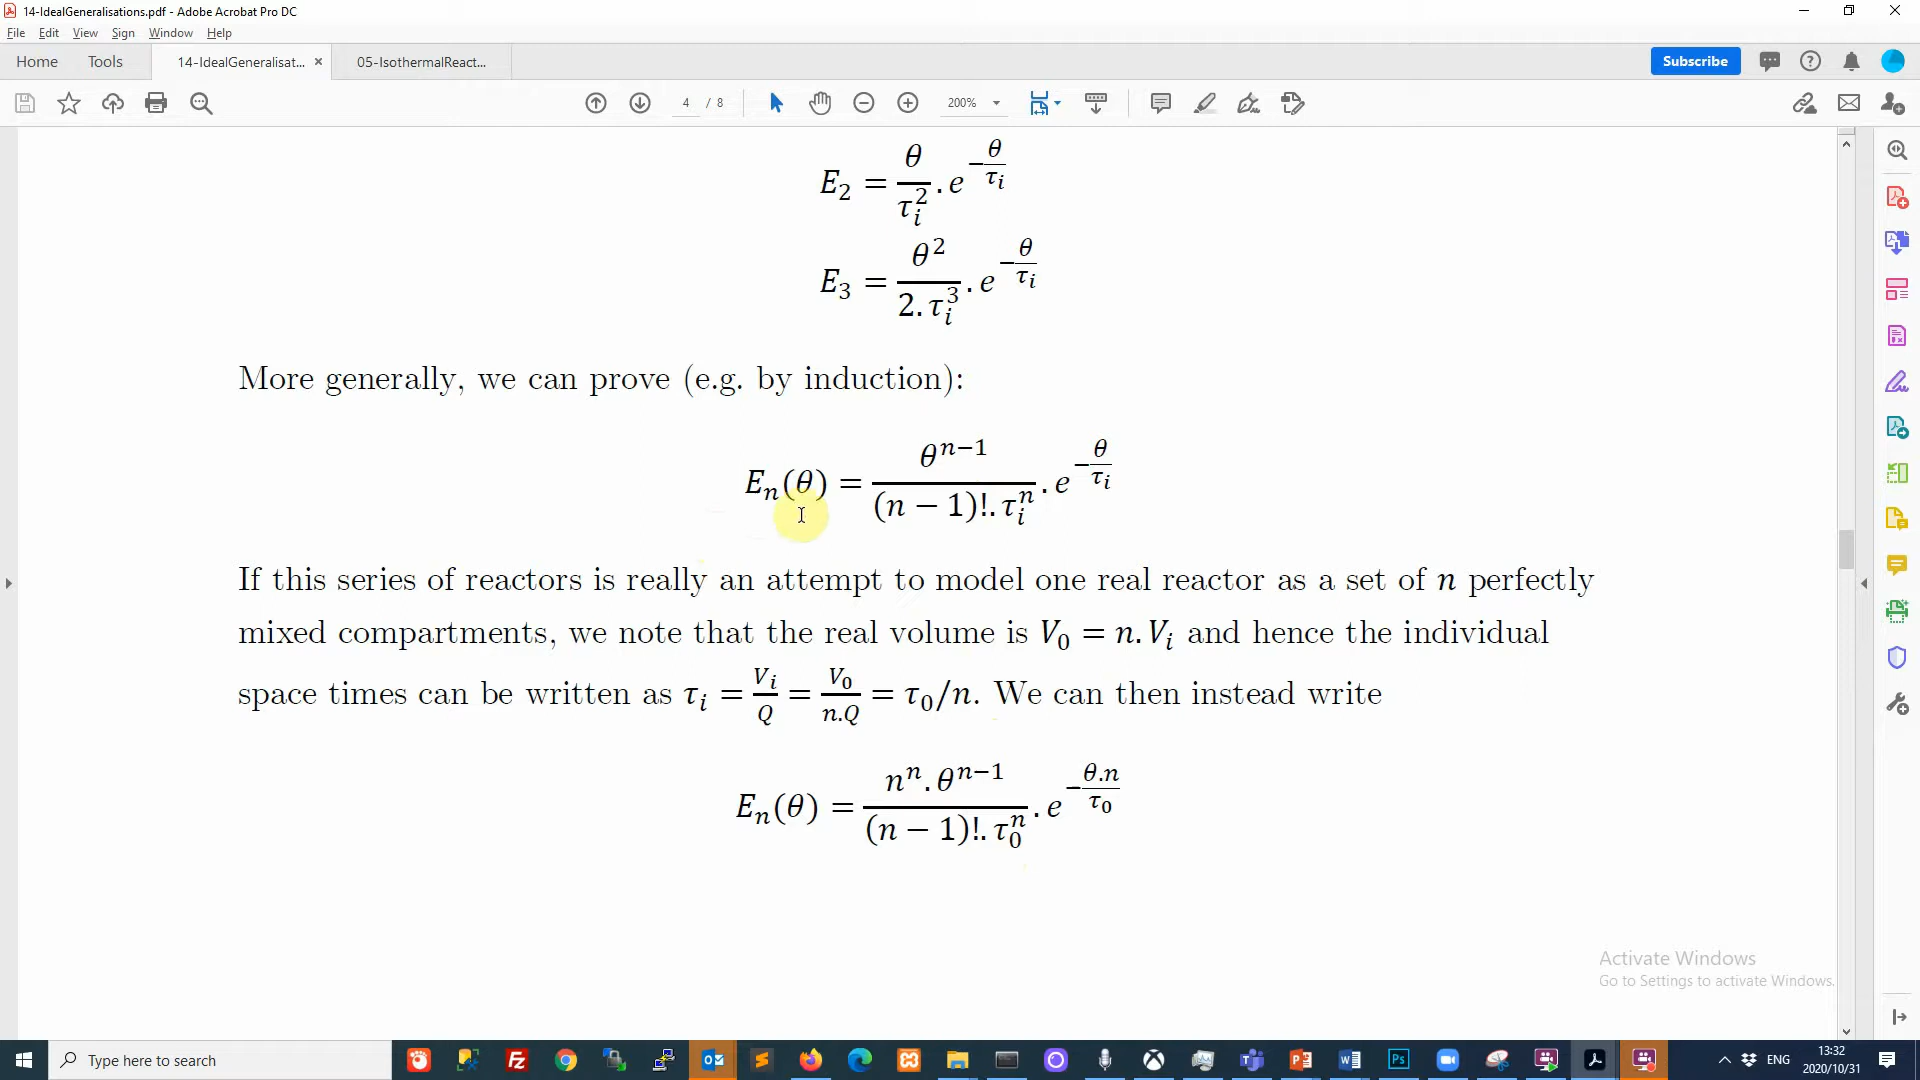 14-IdealGeneralisations.pdf - Adobe Acrobat Pro DC
File Edit View Sign Window Help
Home Tools 14-IdealGeneralisat... × 05-IsothermalReact... Subscribe
4 / 8 200%
E₂ = θ/τᵢ² . e^(−θ/τᵢ)
E₃ = θ²/(2. τᵢ³) . e^(−θ/τᵢ)
More generally, we can prove (e.g. by induction):
Eₙ(θ) = θⁿ⁻¹/((n − 1)!. τᵢⁿ) . e^(−θ/τᵢ)
If this series of reactors is really an attempt to model one real reactor as a set of n perfectly
mixed compartments, we note that the real volume is V₀ = n. Vᵢ and hence the individual
space times can be written as τᵢ = Vᵢ/Q = V₀/n.Q = τ₀/n. We can then instead write
Eₙ(θ) = nⁿ. θⁿ⁻¹/((n − 1)!. τ₀ⁿ) . e^(−θ.n/τ₀)
Activate Windows
Go to Settings to activate Windows.
Type here to search
ENG
13:32
2020/10/31